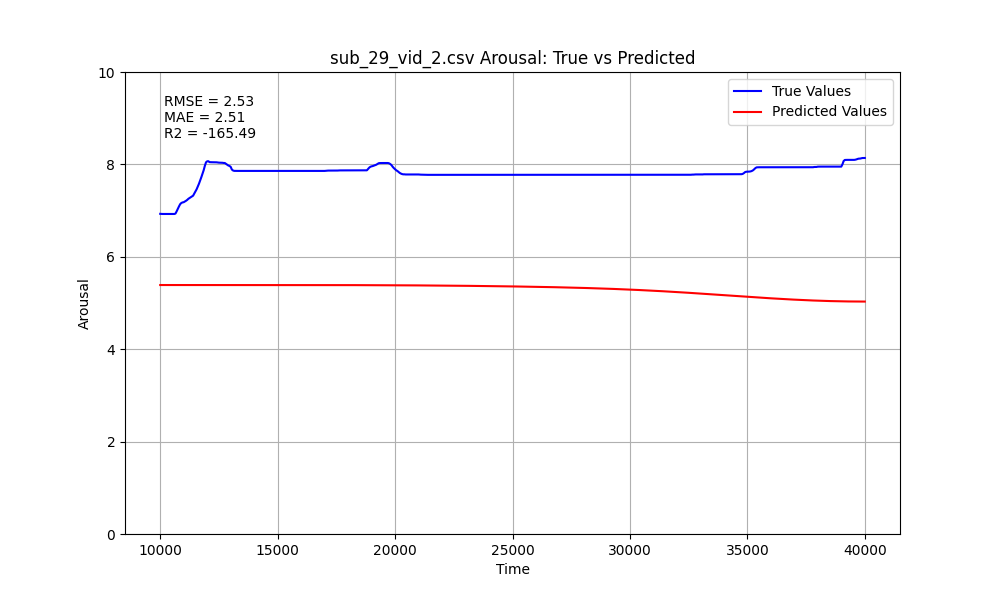 sub_29_vid_2.csv Arousal: True vs Predicted
RMSE = 2.53
MAE = 2.51
R2 = -165.49
True Values
Predicted Values
10
8
6
4
2
0
Arousal
10000
15000
20000
25000
30000
35000
40000
Time